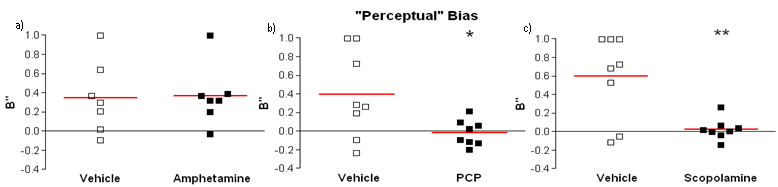 "Perceptual" Bias
a)
1.0
0.8
0.6
0.4
0.2
0.0
-0.2
-0.4
B"
Vehicle
Amphetamine
b)
1.0
0.8
0.6
0.4
0.2
0.0
-0.2
-0.4
B"
*
Vehicle
PCP
c)
1.0
0.8
0.6
0.4
0.2
0.0
-0.2
-0.4
B"
**
Vehicle
Scopolamine